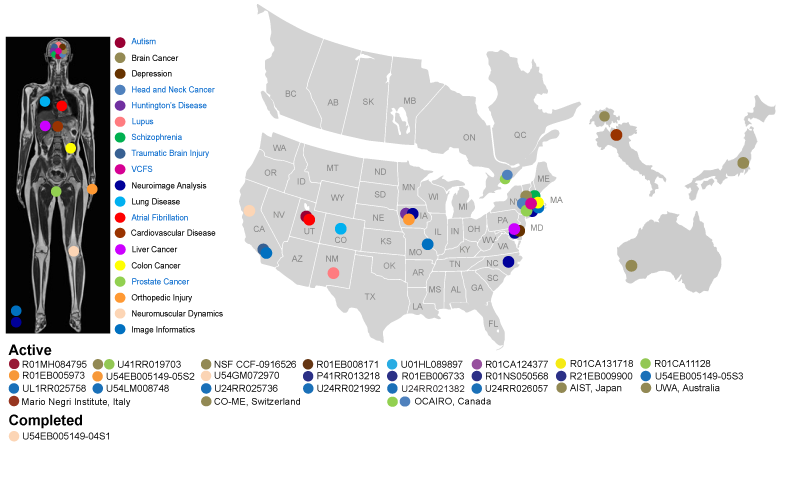 Autism
Brain Cancer
Depression
Head and Neck Cancer
Huntington's Disease
Lupus
Schizophrenia
Traumatic Brain Injury
VCFS
Neuroimage Analysis
Lung Disease
Atrial Fibrillation
Cardiovascular Disease
Liver Cancer
Colon Cancer
Prostate Cancer
Orthopedic Injury
Neuromuscular Dynamics
Image Informatics
BC
AB
SK
MB
ON
QC
WA
OR
ID
MT
ND
MN
WI
MI
ME
NY
MA
WY
SD
NE
IA
IL
IN
OH
PA
MD
CA
NV
UT
CO
KS
MO
KY
WV
VA
AZ
NM
OK
AR
TN
NC
SC
TX
LA
MS
AL
GA
FL
Active
R01MH084795 U41RR019703 NSF CCF-0916526 R01EB008171 U01HL089897 R01CA124377 R01CA131718 R01CA11128
R01EB005973 U54EB005149-05S2 U54GM072970 P41RR013218 R01EB006733 R01NS050568 R21EB009900 U54EB005149-05S3
UL1RR025758 U54LM008748 U24RR025736 U24RR021992 U24RR021382 U24RR026057 AIST, Japan UWA, Australia
Mario Negri Institute, Italy CO-ME, Switzerland OCAIRO, Canada
Completed
U54EB005149-04S1